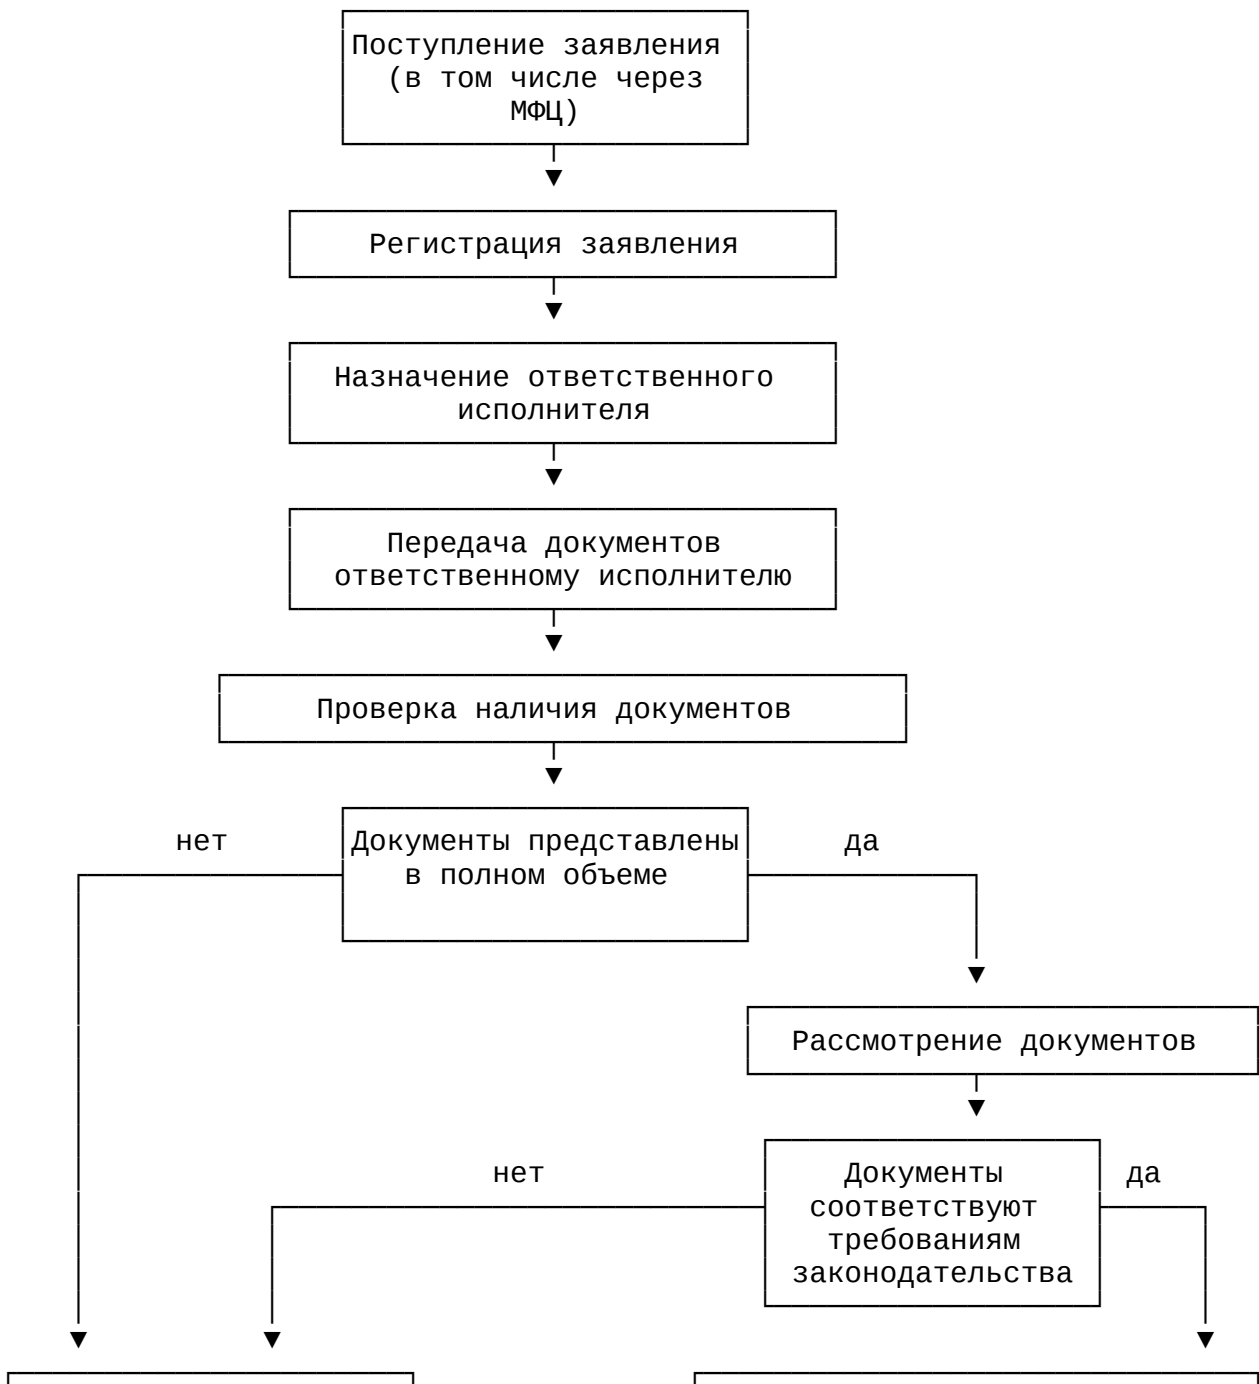 Поступление заявления
(в том числе через
МФЦ)
Регистрация заявления
Назначение ответственного
исполнителя
Передача документов
ответственному исполнителю
Проверка наличия документов
нет
Документы представлены
в полном объеме
да
Рассмотрение документов
нет
Документы
соответствуют
требованиям
законодательства
да